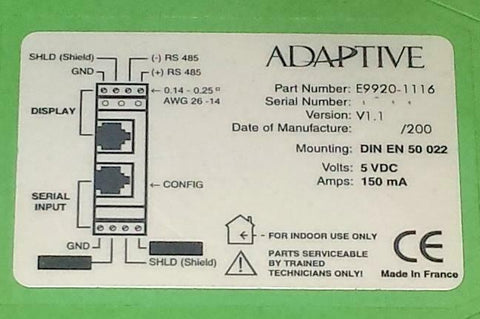 SHLD (Shield)
(-) RS 485
GND
(+) RS 485
DISPLAY
0.14 - 0.25
AWG 26 -14
CONFIG
SERIAL
INPUT
GND
SHLD (Shield)
ADAPTIVE
Part Number: E9920-1116
Serial Number:
Version: V1.1
Date of Manufacture: /200
Mounting: DIN EN 50 022
Volts: 5 VDC
Amps: 150 mA
- FOR INDOOR USE ONLY
PARTS SERVICEABLE
BY TRAINED
TECHNICIANS ONLY!
CE
Made In France